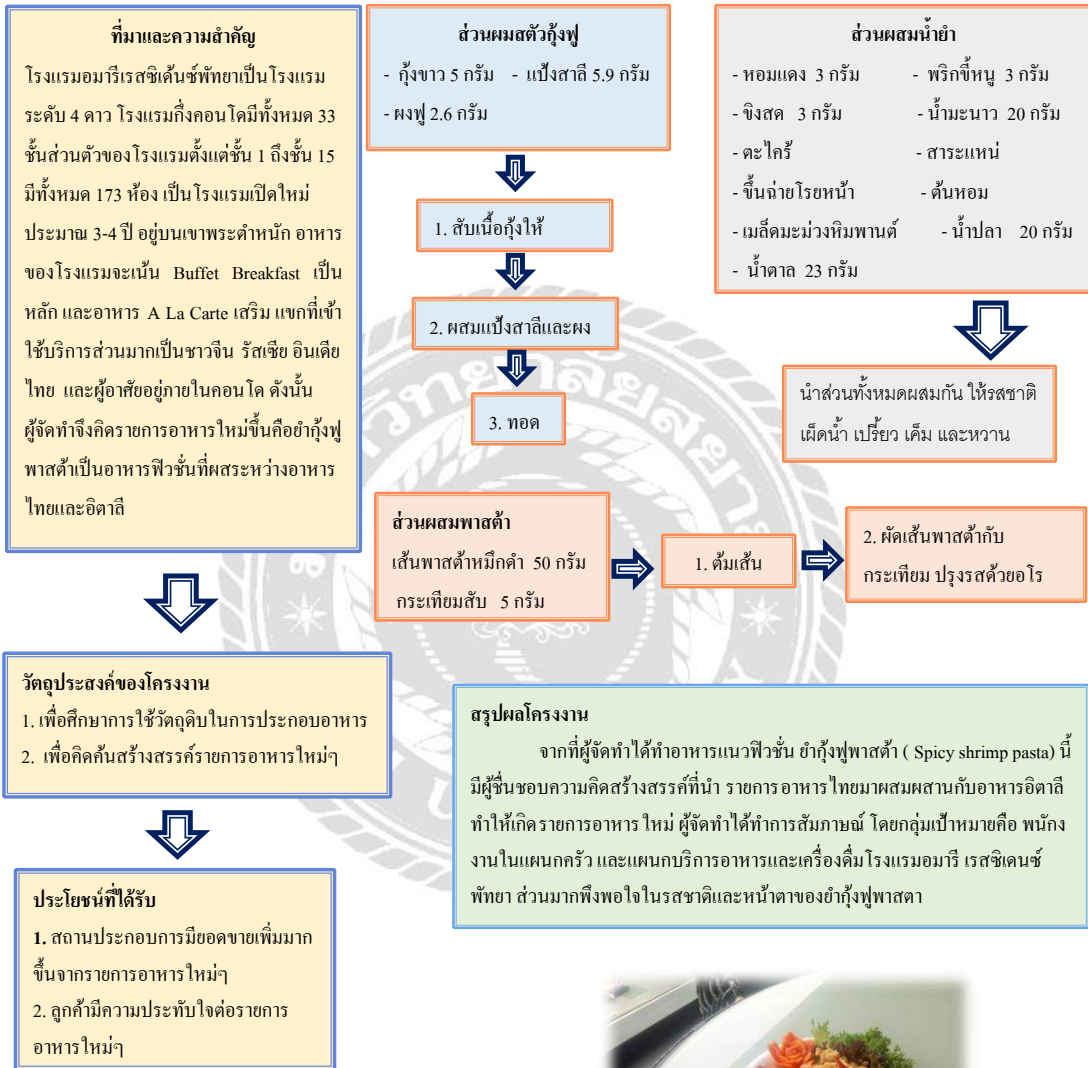 ที่มาและความสำคัญ
โรงแรมอมารีเรสซิเด้นซ์พัทยาเป็นโรงแรม
ระดับ 4 ดาว โรงแรมกึ่งคอนโดมีทั้งหมด 33
ชั้นส่วนตัวของโรงแรมตั้งแต่ชั้น 1 ถึงชั้น 15
มีทั้งหมด 173 ห้อง เป็นโรงแรมเปิดใหม่
ประมาณ 3-4 ปี อยู่บนเขาพระตำหนัก อาหาร
ของโรงแรมจะเน้น Buffet Breakfast เป็น
หลัก และอาหาร A La Carte เสริม แขกที่เข้า
ใช้บริการส่วนมากเป็นชาวจีน รัสเซีย อินเดีย
ไทย และผู้อาศัยอยู่ภายในคอนโด ดังนั้น
ผู้จัดทำจึงคิดรายการอาหารใหม่ขึ้นคือยำกุ้งฟู
พาสต้าเป็นอาหารฟิวชั่นที่ผสระหว่างอาหาร
ไทยและอิตาลี
วัตถุประสงค์ของโครงงาน
1. เพื่อศึกษาการใช้วัตถุดิบในการประกอบอาหาร
2. เพื่อคิดค้นสร้างสรรค์รายการอาหารใหม่ๆ
ประโยชน์ที่ได้รับ
1. สถานประกอบการมียอดขายเพิ่มมาก
ขึ้นจากรายการอาหารใหม่ๆ
2. ลูกค้ามีความประทับใจต่อรายการ
อาหารใหม่ๆ
ส่วนผมสตัวกุ้งฟู
- กุ้งขาว 5 กรัม - แป้งสาลี 5.9 กรัม
- ผงฟู 2.6 กรัม
1. สับเนื้อกุ้งให้
2. ผสมแป้งสาลีและผง
3. ทอด
ส่วนผสมน้ำยำ
- หอมแดง 3 กรัม - พริกขี้หนู 3 กรัม
- ขิงสด 3 กรัม - น้ำมะนาว 20 กรัม
- ตะไคร้ - สาระแหน่
- ขึ้นฉ่ายโรยหน้า - ต้นหอม
- เมล็ดมะม่วงหิมพานต์ - น้ำปลา 20 กรัม
- น้ำตาล 23 กรัม
นำส่วนทั้งหมดผสมกัน ให้รสชาติ
เผ็ดนำ เปรี้ยว เค็ม และหวาน
ส่วนผสมพาสต้า
เส้นพาสต้าหมึกดำ 50 กรัม
กระเทียมสับ 5 กรัม
1. ต้มเส้น
2. ผัดเส้นพาสต้ากับ
กระเทียม ปรุงรสด้วยอโร
สรุปผลโครงงาน
จากที่ผู้จัดทำได้ทำอาหารแนวฟิวชั่น ยำกุ้งฟูพาสต้า ( Spicy shrimp pasta) นี้
มีผู้ชื่นชอบความคิดสร้างสรรค์ที่นำ รายการอาหารไทยมาผสมผสานกับอาหารอิตาลี
ทำให้เกิดรายการอาหาร ใหม่ ผู้จัดทำได้ทำการสัมภาษณ์ โดยกลุ่มเป้าหมายคือ พนักง
งานในแผนกครัว และแผนกบริการอาหารและเครื่องดื่มโรงแรมอมารี เรสซิเดนซ์
พัทยา ส่วนมากพึงพอใจในรสชาติและหน้าตาของยำกุ้งฟูพาสตา